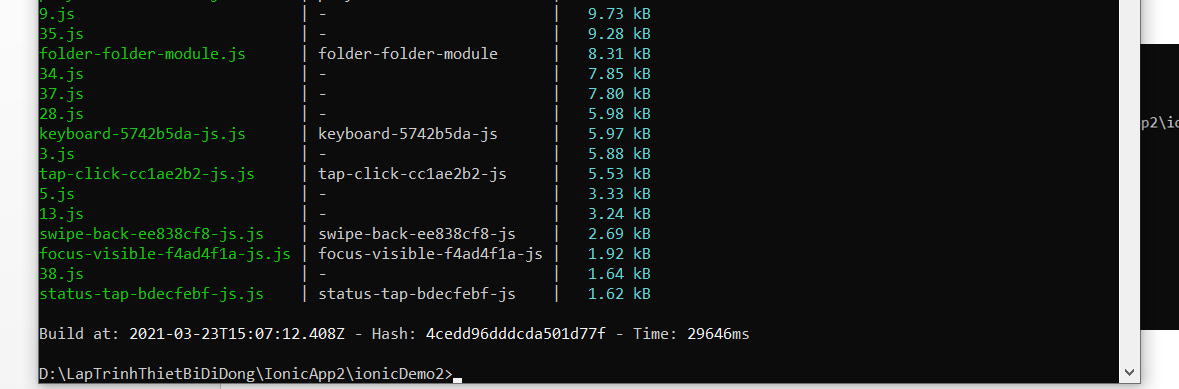 9.js | - | 9.73 kB
35.js | - | 9.28 kB
folder-folder-module.js | folder-folder-module | 8.31 kB
34.js | - | 7.85 kB
37.js | - | 7.80 kB
28.js | - | 5.98 kB
keyboard-5742b5da-js.js | keyboard-5742b5da-js | 5.97 kB
3.js | - | 5.88 kB
tap-click-cc1ae2b2-js.js | tap-click-cc1ae2b2-js | 5.53 kB
5.js | - | 3.33 kB
13.js | - | 3.24 kB
swipe-back-ee838cf8-js.js | swipe-back-ee838cf8-js | 2.69 kB
focus-visible-f4ad4f1a-js.js | focus-visible-f4ad4f1a-js | 1.92 kB
38.js | - | 1.64 kB
status-tap-bdecfebf-js.js | status-tap-bdecfebf-js | 1.62 kB
Build at: 2021-03-23T15:07:12.408Z - Hash: 4cedd96dddcda501d77f - Time: 29646ms
D:\LapTrinhThietBiDiDong\IonicApp2\ionicDemo2>
p2\io